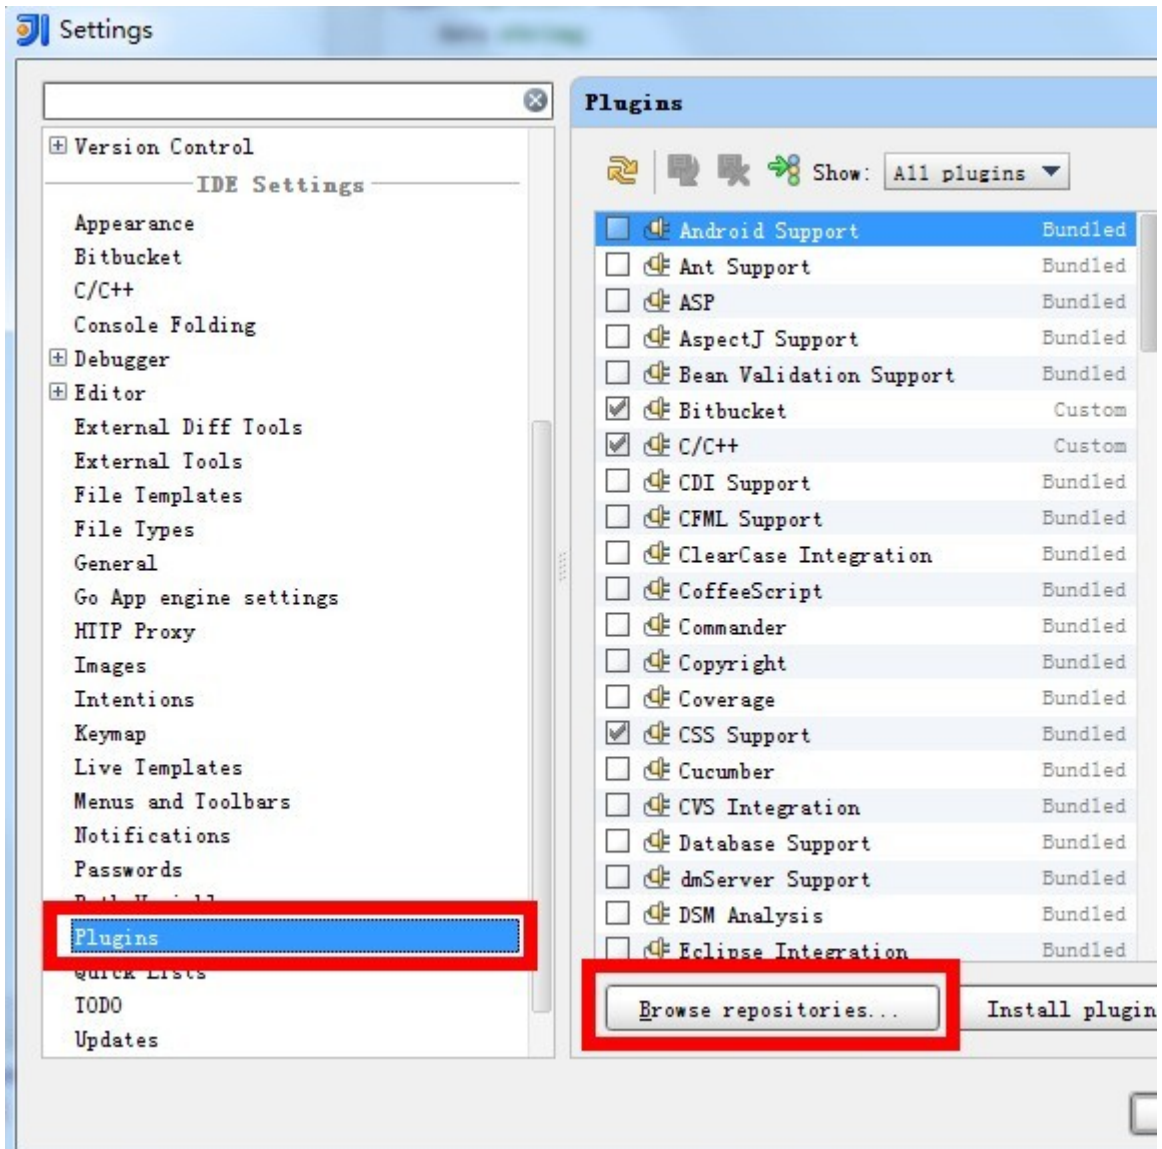 Settings
Version Control
IDE Settings
Appearance
Bitbucket
C/C++
Console Folding
Debugger
Editor
External Diff Tools
External Tools
File Templates
File Types
General
Go App engine settings
HTTP Proxy
Images
Intentions
Keymap
Live Templates
Menus and Toolbars
Notifications
Passwords
Plugins
Quick Lists
TODO
Updates
Plugins
Show: All plugins
Android Support Bundled
Ant Support Bundled
ASP Bundled
AspectJ Support Bundled
Bean Validation Support Bundled
Bitbucket Custom
C/C++ Custom
CDI Support Bundled
CFML Support Bundled
ClearCase Integration Bundled
CoffeeScript Bundled
Commander Bundled
Copyright Bundled
Coverage Bundled
CSS Support Bundled
Cucumber Bundled
CVS Integration Bundled
Database Support Bundled
dmServer Support Bundled
DSM Analysis Bundled
Eclipse Integration Bundled
Browse repositories... Install plugin